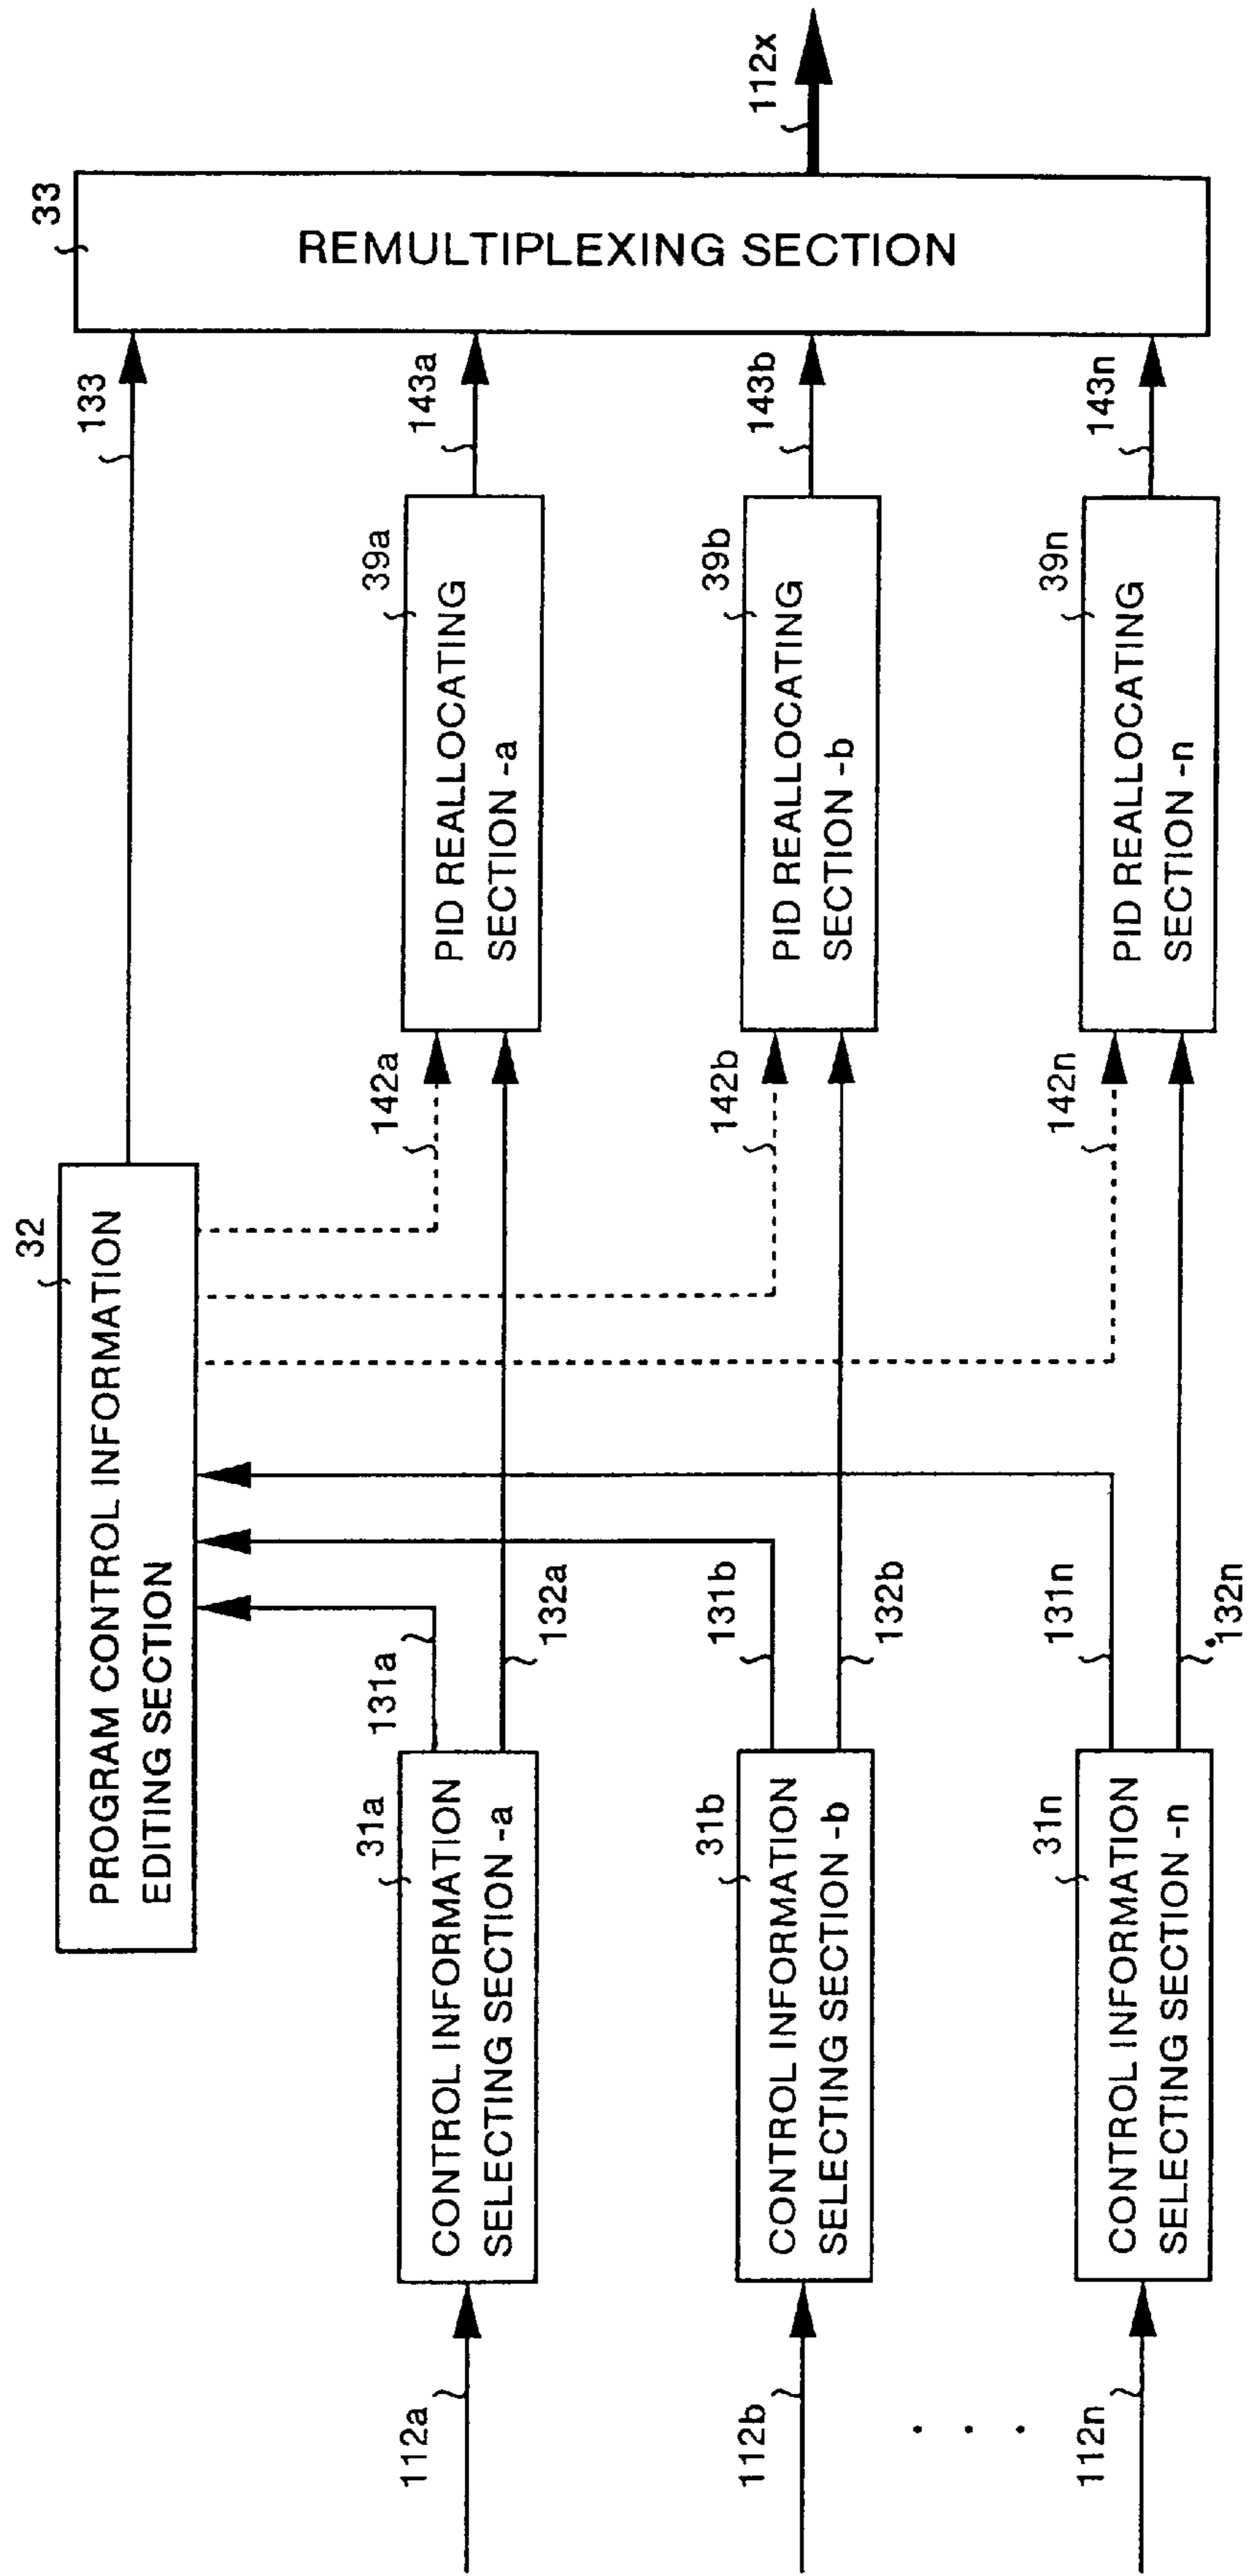 32
PROGRAM CONTROL INFORMATION
EDITING SECTION
133
33
REMULTIPLEXING SECTION
112x
112a
31a
CONTROL INFORMATION
SELECTING SECTION -a
131a
132a
142a
39a
PID REALLOCATING
SECTION -a
143a
112b
31b
CONTROL INFORMATION
SELECTING SECTION -b
131b
132b
142b
39b
PID REALLOCATING
SECTION -b
143b
. . .
112n
31n
CONTROL INFORMATION
SELECTING SECTION -n
131n
132n
142n
39n
PID REALLOCATING
SECTION -n
143n